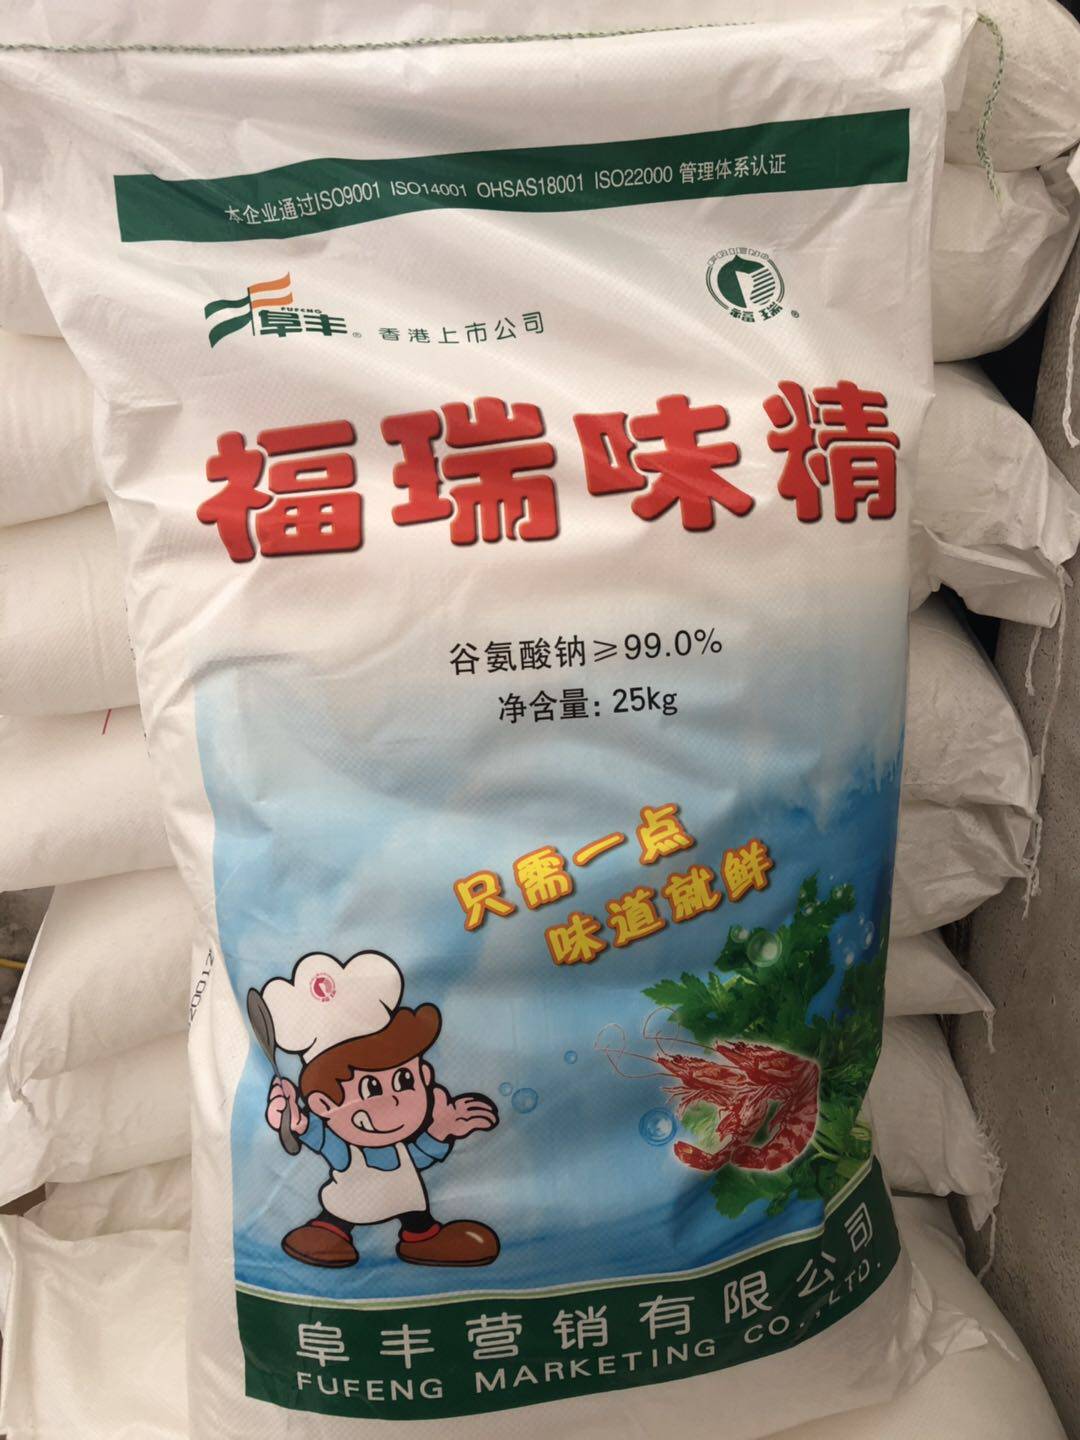 本企业通过ISO9001 ISO14001 OHSAS18001 ISO22000 管理体系认证
FUFENG
阜丰® 香港上市公司
福瑞®
福瑞味精
谷氨酸钠≥99.0%
净含量: 25kg
只需一点
味道就鲜
阜丰营销有限公司
FUFENG MARKETING CO.,LTD.